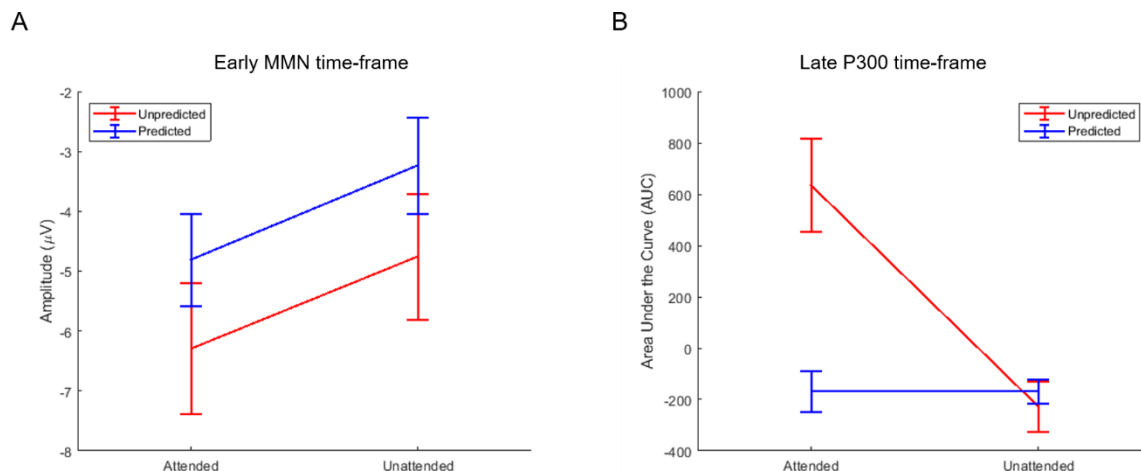 A
Early MMN time-frame
Unpredicted
Predicted
Amplitude (μV)
-2
-3
-4
-5
-6
-7
-8
Attended
Unattended
B
Late P300 time-frame
Unpredicted
Predicted
Area Under the Curve (AUC)
1000
800
600
400
200
0
-200
-400
Attended
Unattended